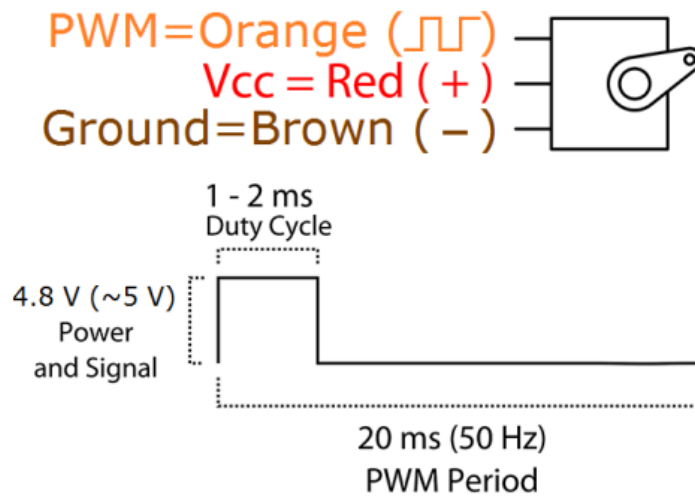 PWM=Orange (⎍⎍)
Vcc = Red ( + )
Ground=Brown ( − )
1 - 2 ms
Duty Cycle
4.8 V (~5 V)
Power
and Signal
20 ms (50 Hz)
PWM Period